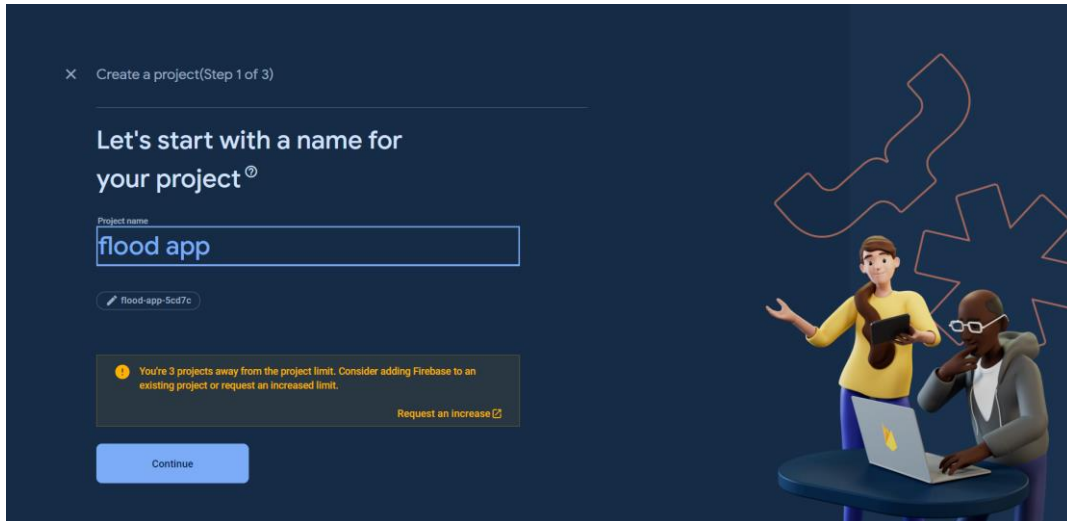 Create a project(Step 1 of 3)
Let's start with a name for
your project
Project name
flood app
flood-app-5cd7c
You're 3 projects away from the project limit. Consider adding Firebase to an
existing project or request an increased limit.
Request an increase
Continue